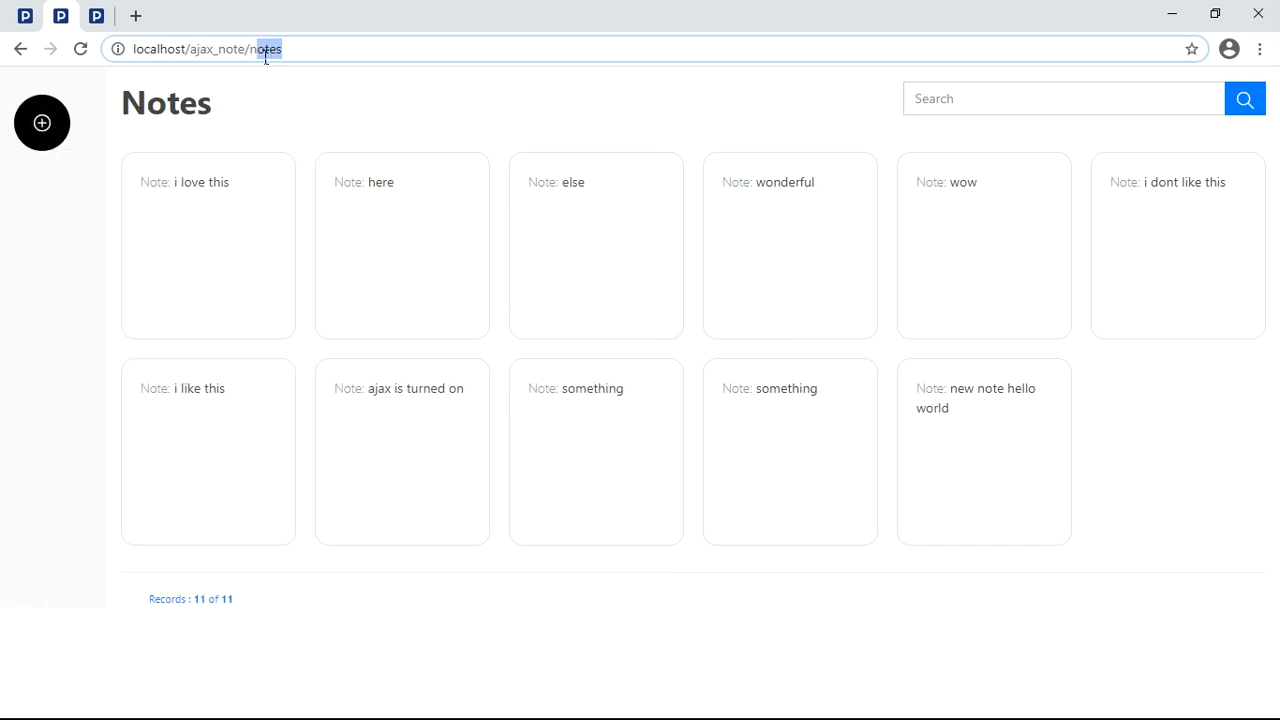 localhost/ajax_note/notes
Notes
Search
Note: i love this
Note: here
Note: else
Note: wonderful
Note: wow
Note: i dont like this
Note: i like this
Note: ajax is turned on
Note: something
Note: something
Note: new note hello
world
Records : 11 of 11